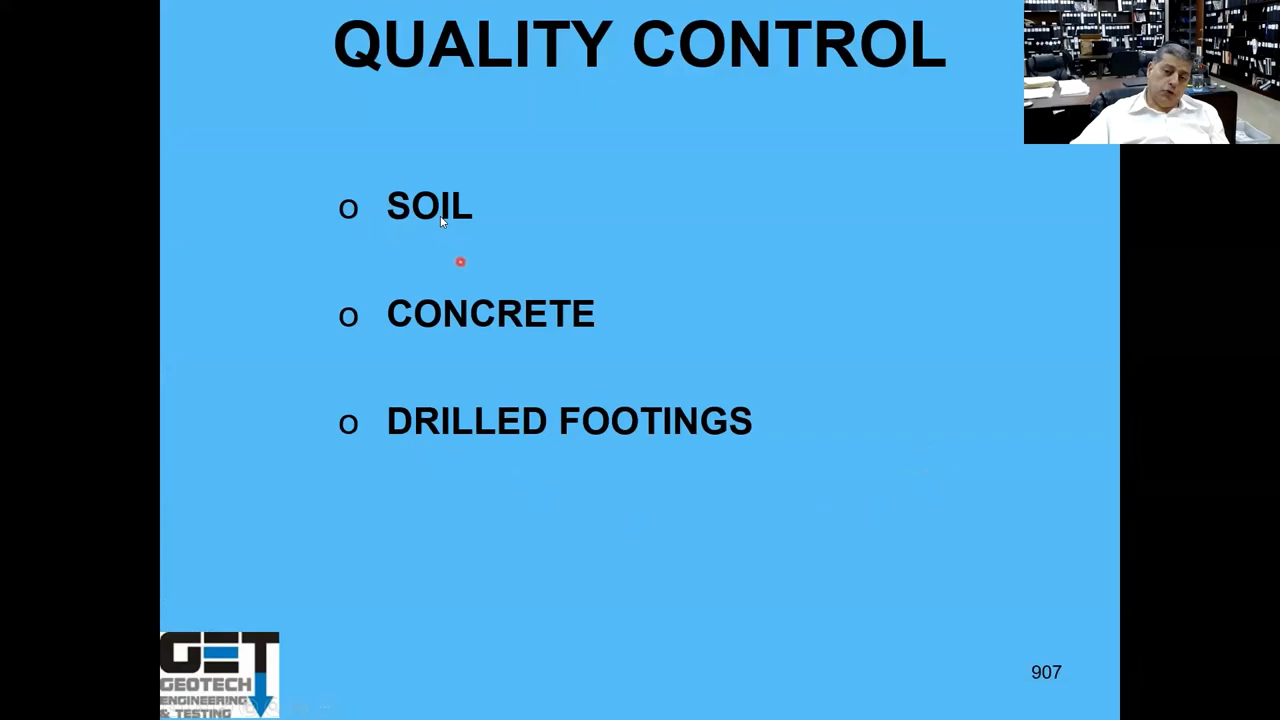 QUALITY CONTROL
o SOIL
o CONCRETE
o DRILLED FOOTINGS
GET
GEOTECH
ENGINEERING
& TESTING
907